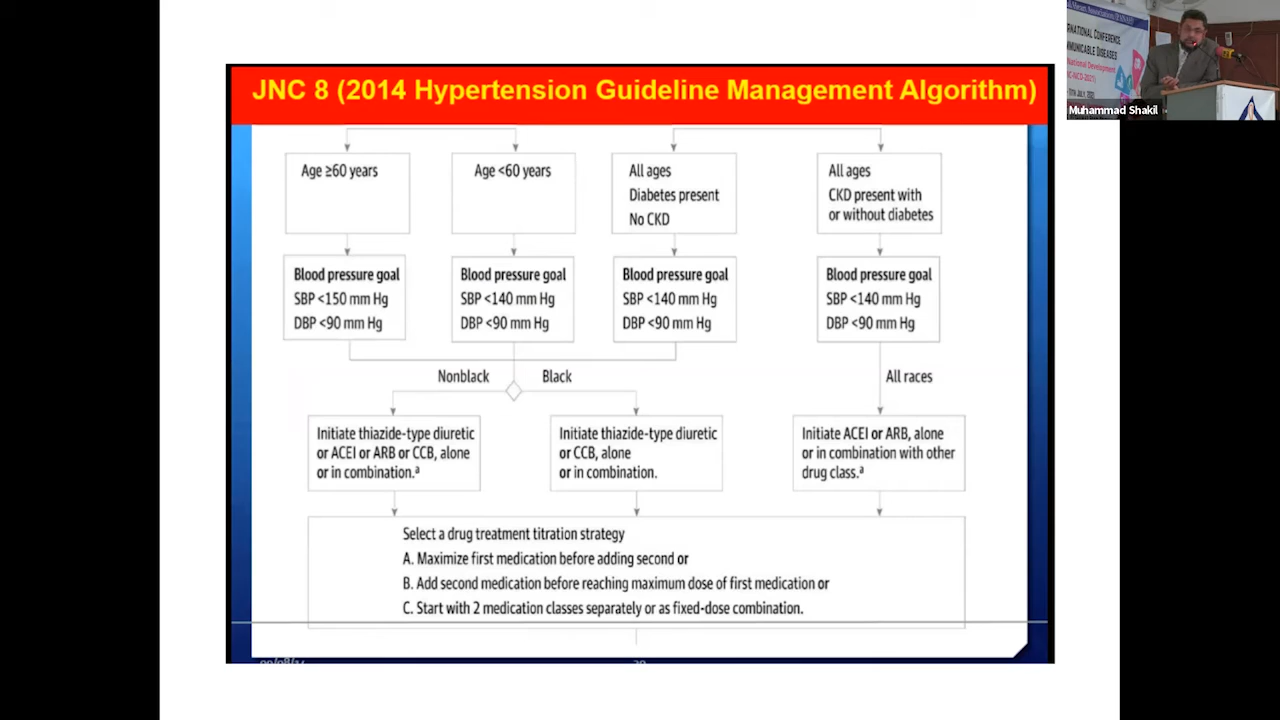 JNC 8 (2014 Hypertension Guideline Management Algorithm)
Age ≥60 years
Age <60 years
All ages
Diabetes present
No CKD
All ages
CKD present with
or without diabetes
Blood pressure goal
SBP <150 mm Hg
DBP <90 mm Hg
Blood pressure goal
SBP <140 mm Hg
DBP <90 mm Hg
Blood pressure goal
SBP <140 mm Hg
DBP <90 mm Hg
Blood pressure goal
SBP <140 mm Hg
DBP <90 mm Hg
Nonblack
Black
All races
Initiate thiazide-type diuretic
or ACEI or ARB or CCB, alone
or in combination.ᵃ
Initiate thiazide-type diuretic
or CCB, alone
or in combination.
Initiate ACEI or ARB, alone
or in combination with other
drug class.ᵃ
Select a drug treatment titration strategy
A. Maximize first medication before adding second or
B. Add second medication before reaching maximum dose of first medication or
C. Start with 2 medication classes separately or as fixed-dose combination.
Muhammad Shakil